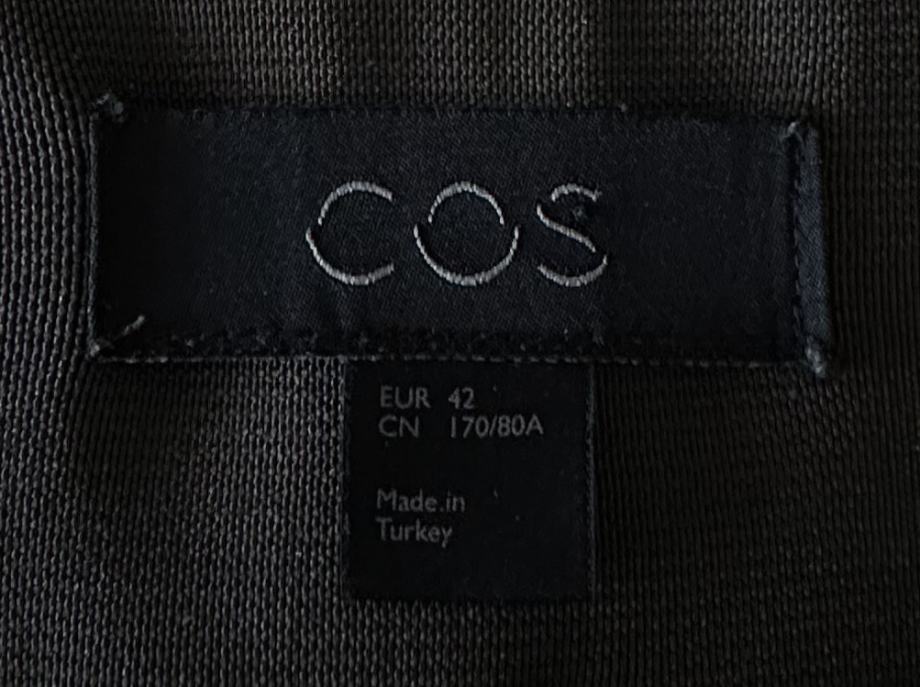 COS
EUR 42
CN 170/80A
Made in
Turkey